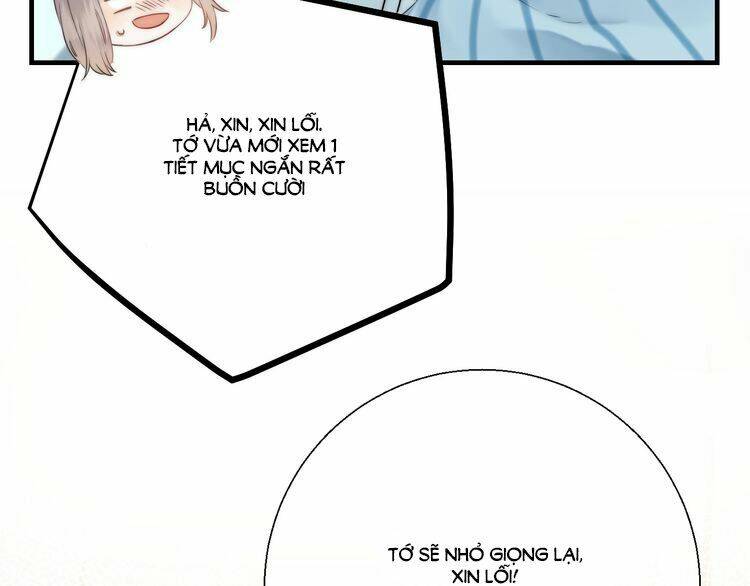 HẢ, XIN, XIN LỖI.
TỚ VỪA MỚI XEM 1
TIẾT MỤC NGẮN RẤT
BUỒN CƯỜI
TỚ SẼ NHỎ GIỌNG LẠI,
XIN LỖI!